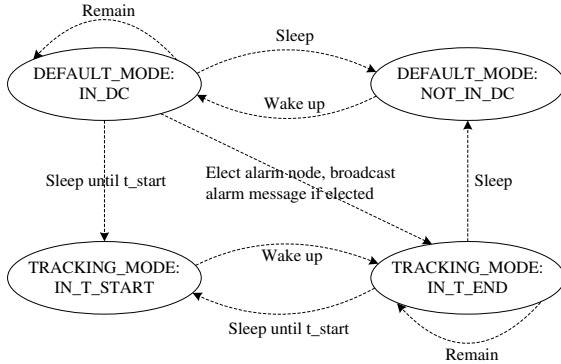 Remain
DEFAULT_MODE:
IN_DC
Sleep
Wake up
DEFAULT_MODE:
NOT_IN_DC
Sleep until t_start
Elect alarm node, broadcast
alarm message if elected
Sleep
TRACKING_MODE:
IN_T_START
Wake up
Sleep until t_start
TRACKING_MODE:
IN_T_END
Remain